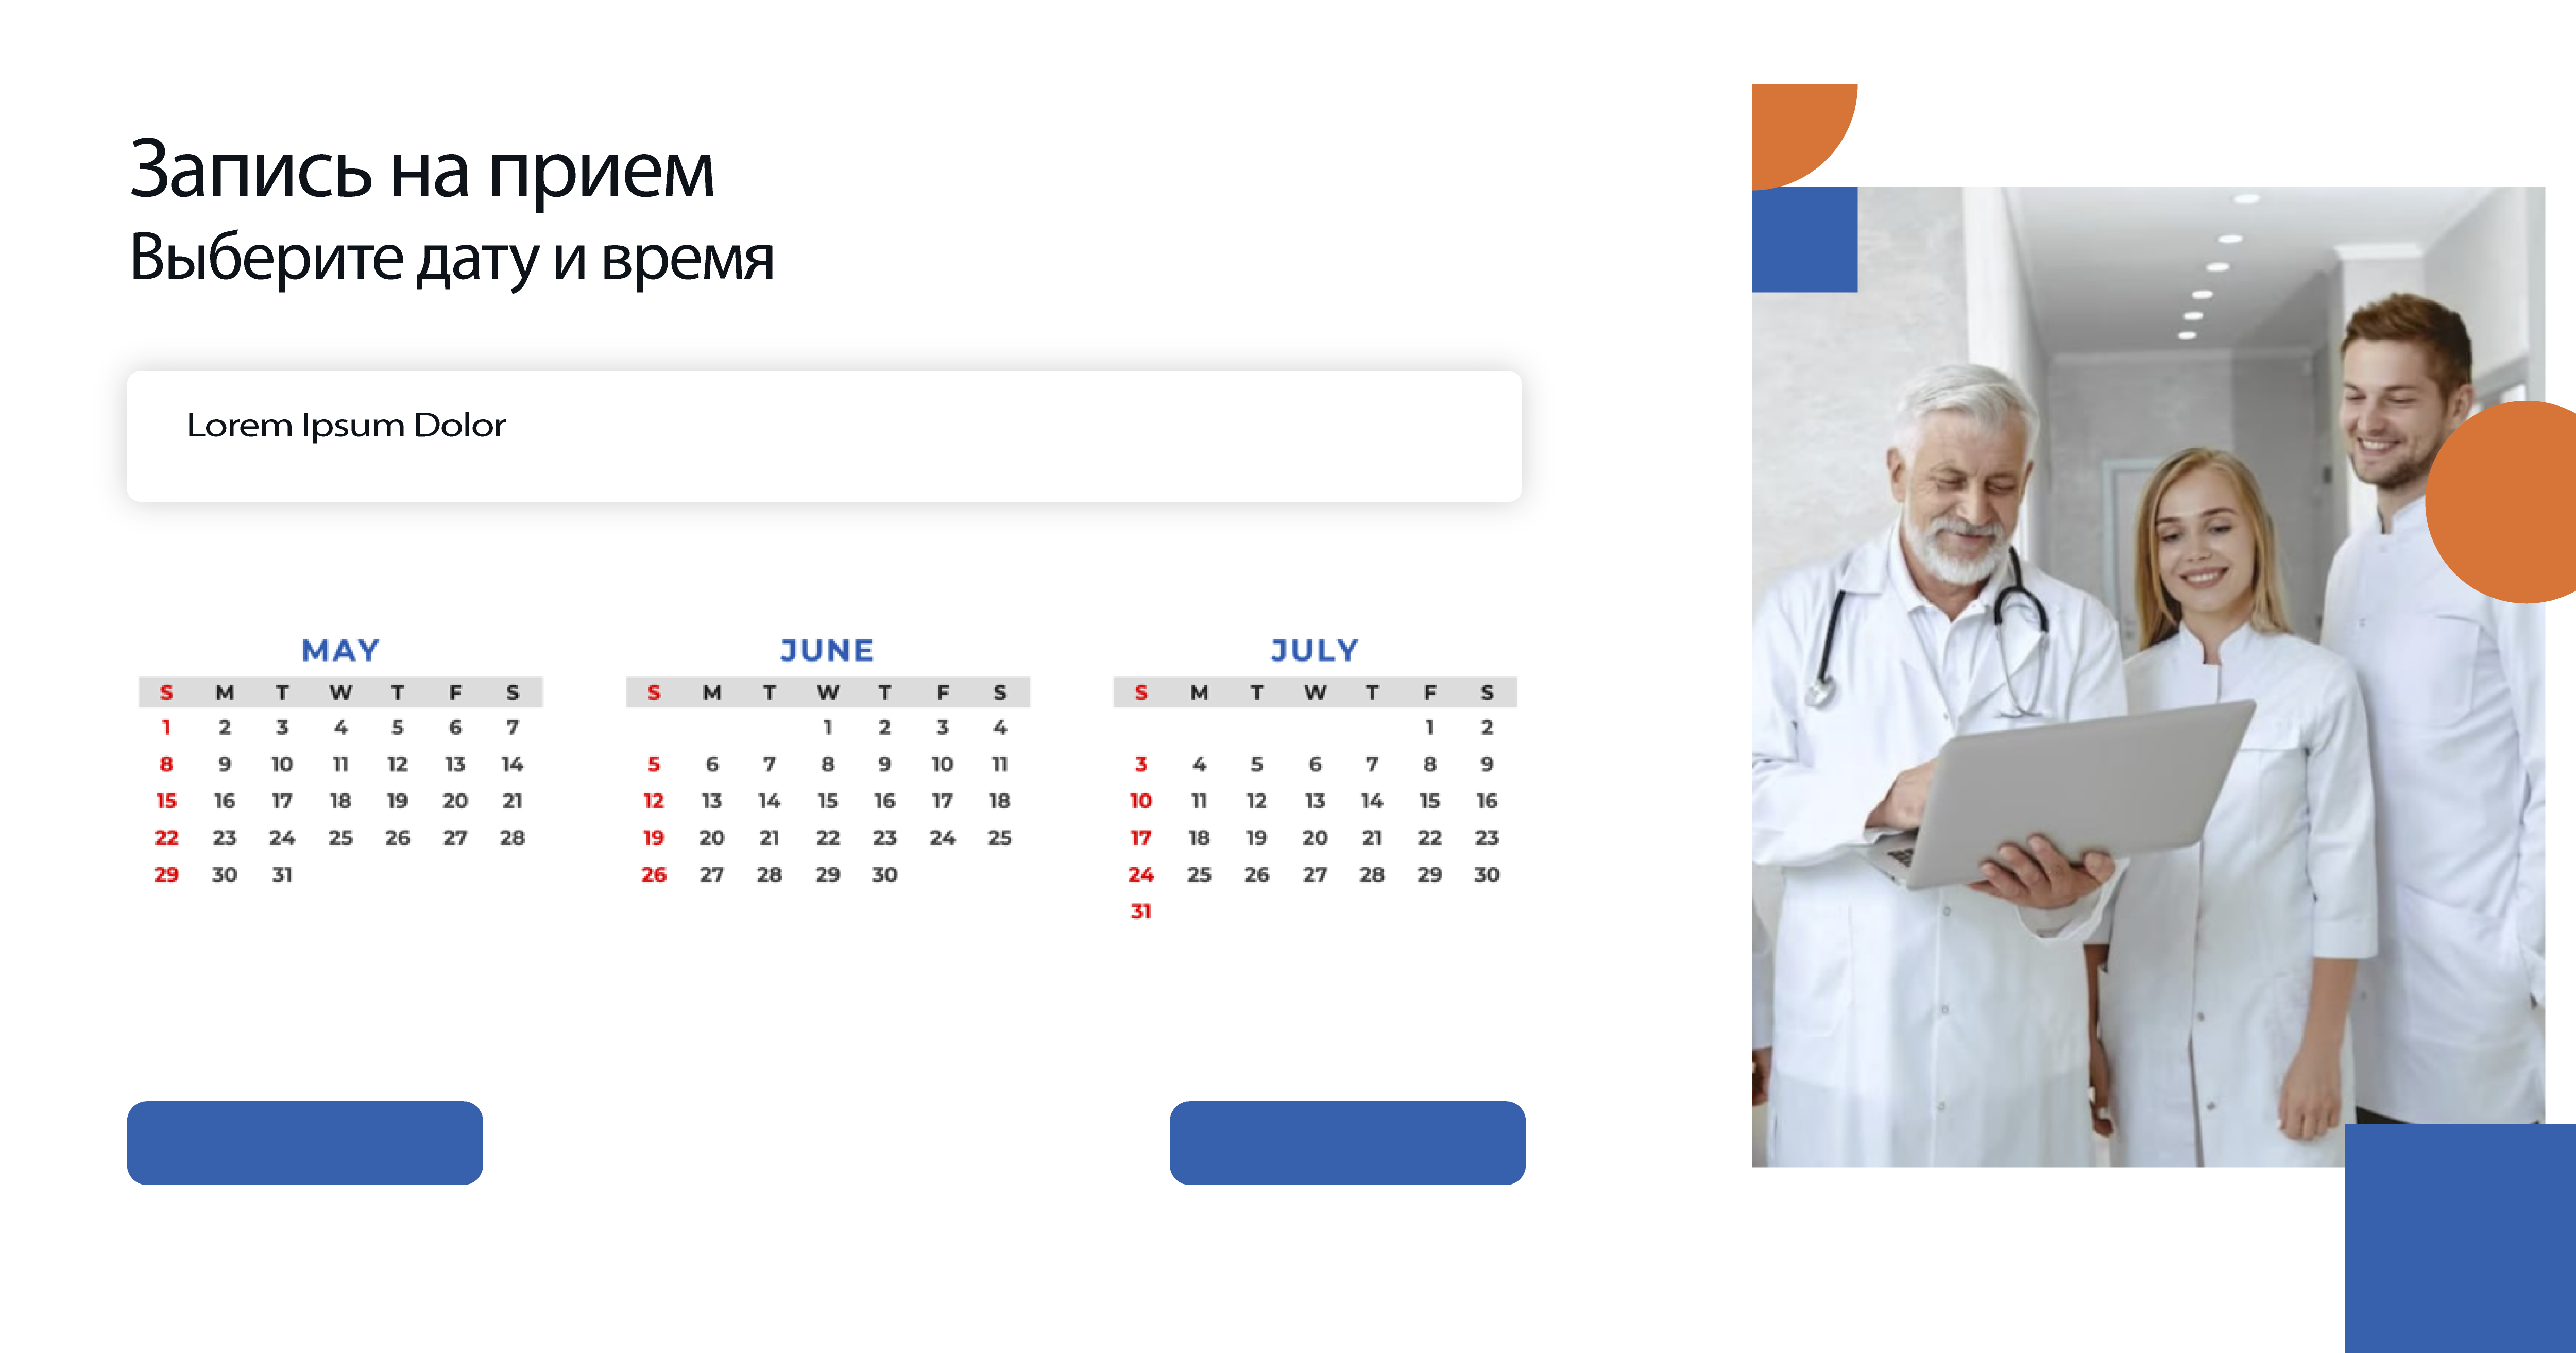 Запись на прием
Выберите дату и время
Lorem Ipsum Dolor
MAY
S M T W T F S
1 2 3 4 5 6 7
8 9 10 11 12 13 14
15 16 17 18 19 20 21
22 23 24 25 26 27 28
29 30 31
JUNE
S M T W T F S
1 2 3 4
5 6 7 8 9 10 11
12 13 14 15 16 17 18
19 20 21 22 23 24 25
26 27 28 29 30
JULY
S M T W T F S
1 2
3 4 5 6 7 8 9
10 11 12 13 14 15 16
17 18 19 20 21 22 23
24 25 26 27 28 29 30
31